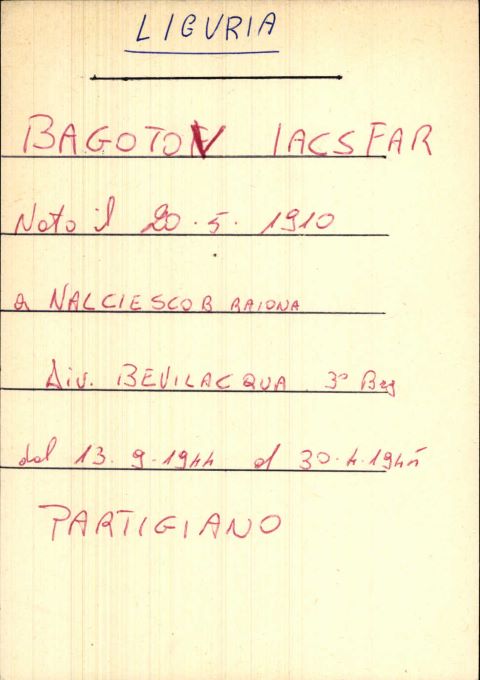 LIGURIA
BAGOTOV IACSFAR
Nato il 20.5.1910
a NALCIESCOB RAIONA
Div. BEVILACQUA 3ª Brg
dal 13.9.1944 al 30.4.1945
PARTIGIANO